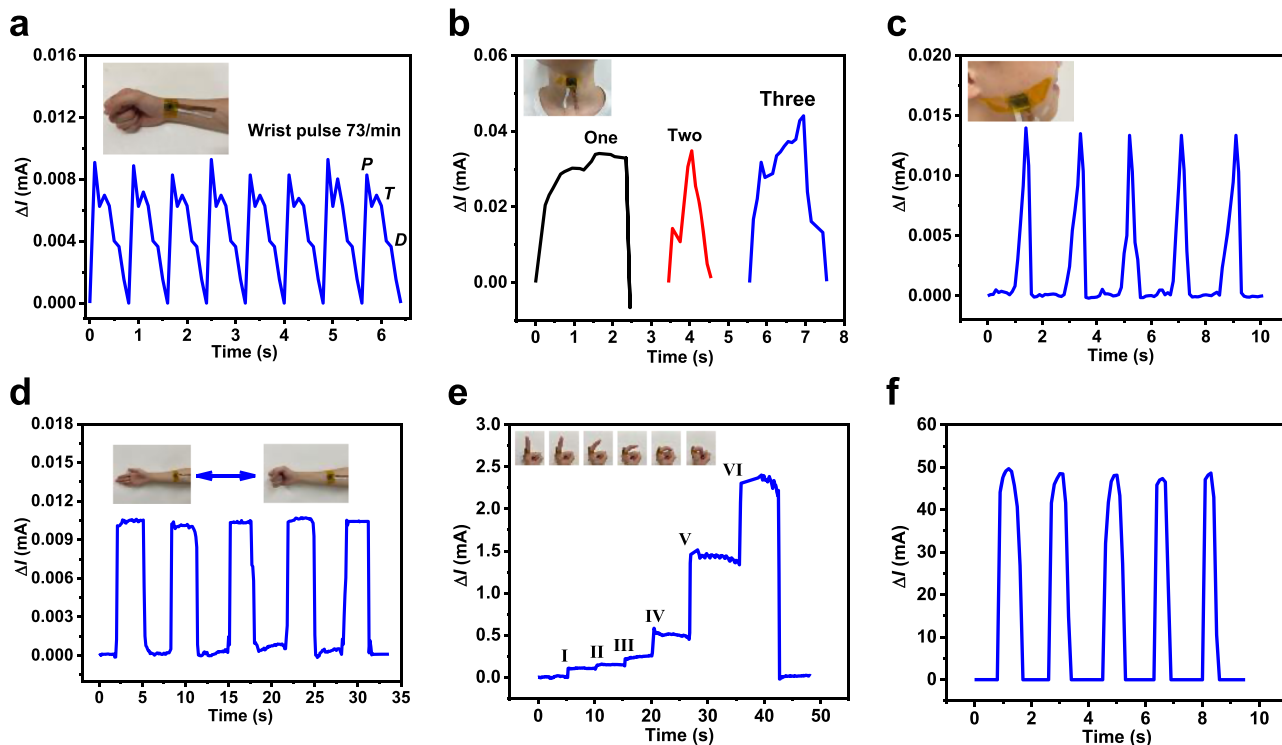 a
0.016
0.012
0.008
0.004
0.000
ΔI (mA)
Wrist pulse 73/min
P
T
D
0 1 2 3 4 5 6
Time (s)
b
0.06
0.04
0.02
0.00
ΔI (mA)
One
Two
Three
0 1 2 3 4 5 6 7 8
Time (s)
c
0.020
0.015
0.010
0.005
0.000
ΔI (mA)
0 2 4 6 8 10
Time (s)
d
0.018
0.015
0.012
0.009
0.006
0.003
0.000
ΔI (mA)
0 5 10 15 20 25 30 35
Time (s)
e
3.0
2.5
2.0
1.5
1.0
0.5
0.0
ΔI (mA)
I
II
III
IV
V
VI
0 10 20 30 40 50
Time (s)
f
60
50
40
30
20
10
0
ΔI (mA)
0 2 4 6 8 10
Time (s)